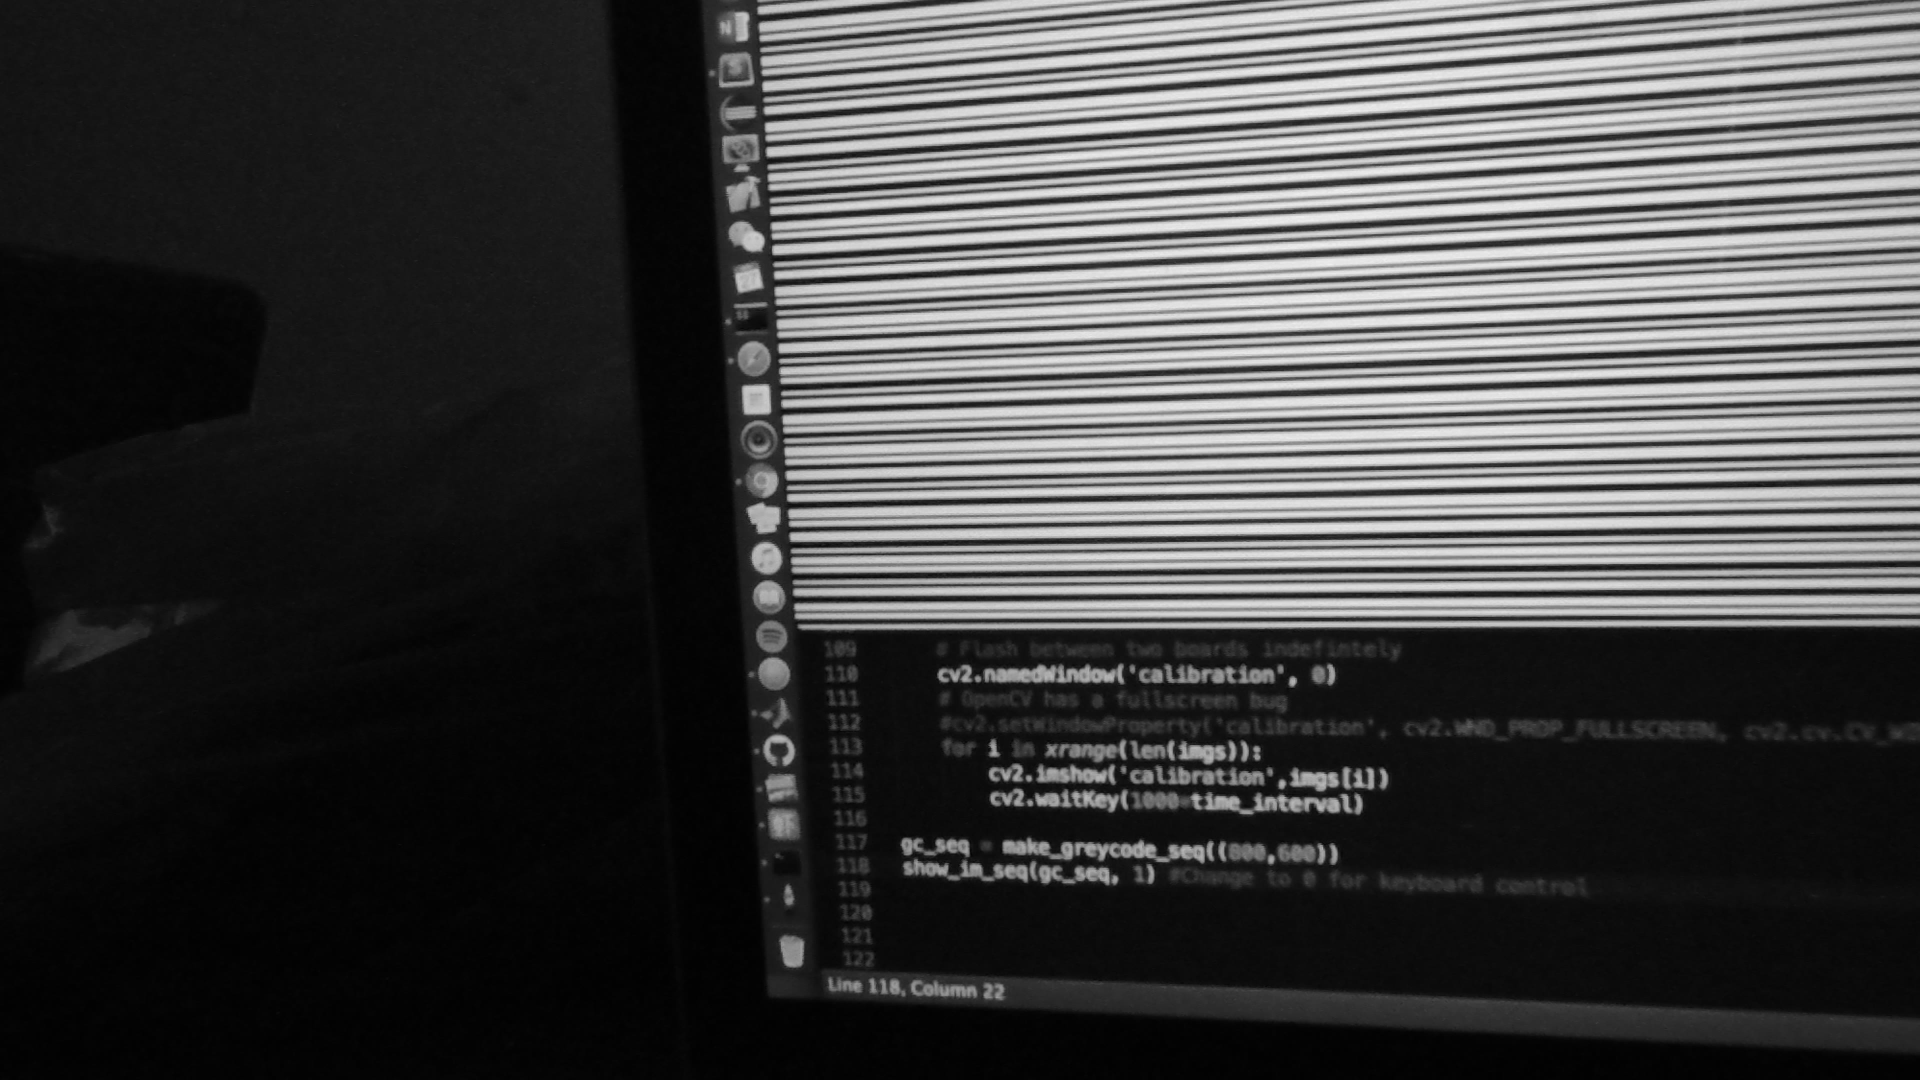 109 # Flash between two boards indefintely
110 cv2.namedWindow('calibration', 0)
111 # OpenCV has a fullscreen bug
112 #cv2.setWindowProperty('calibration', cv2.WND_PROP_FULLSCREEN, cv2.cv.CV_WI
113 for i in xrange(len(imgs)):
114 cv2.imshow('calibration',imgs[i])
115 cv2.waitKey(1000*time_interval)
116
117 gc_seq = make_greycode_seq((800,600))
118 show_im_seq(gc_seq, 1) #Change to 0 for keyboard control
119
120
121
122
Line 118, Column 22